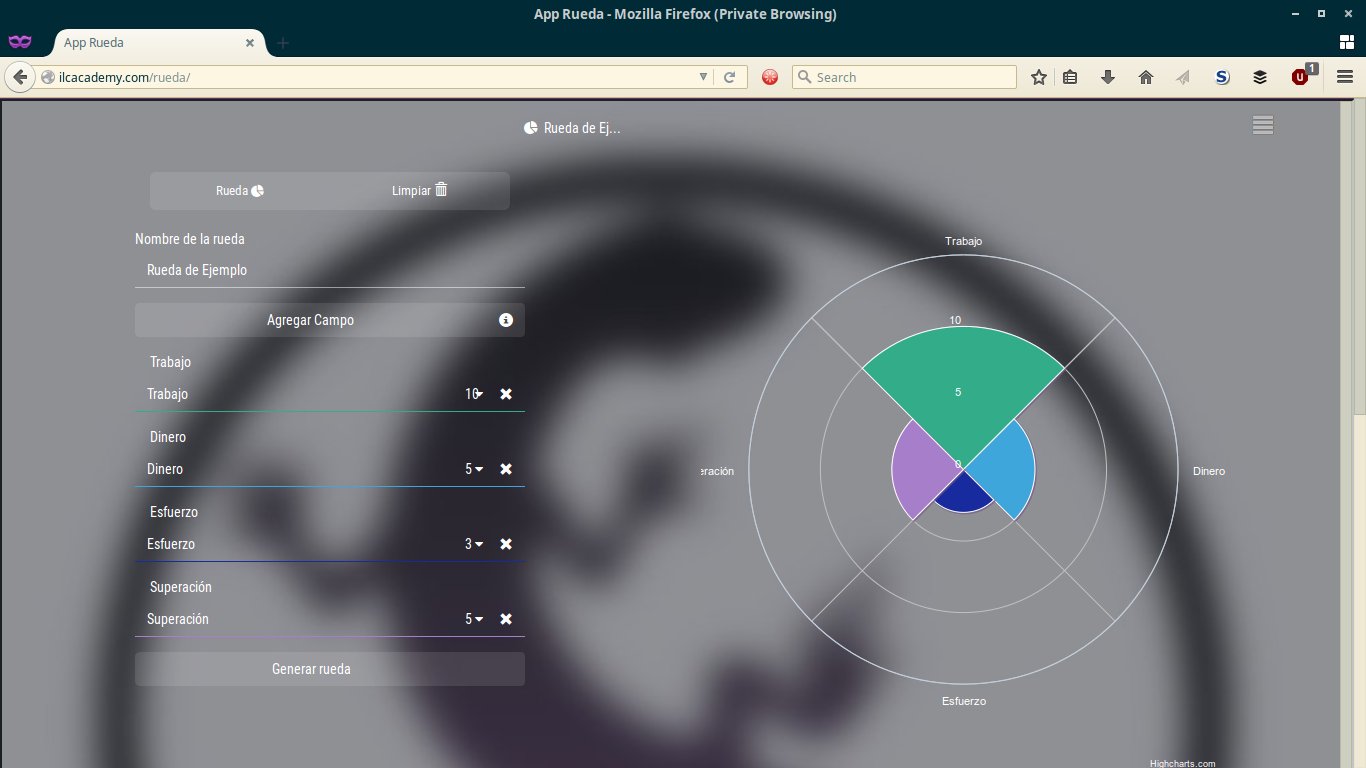 App Rueda - Mozilla Firefox (Private Browsing)
App Rueda
ilcacademy.com/rueda/
Search
1
Rueda de Ej...
Rueda
Limpiar
Nombre de la rueda
Rueda de Ejemplo
Agregar Campo
Trabajo
Trabajo 10
Dinero
Dinero 5
Esfuerzo
Esfuerzo 3
Superación
Superación 5
Generar rueda
Trabajo
10
5
0
eración
Dinero
Esfuerzo
Highcharts.com